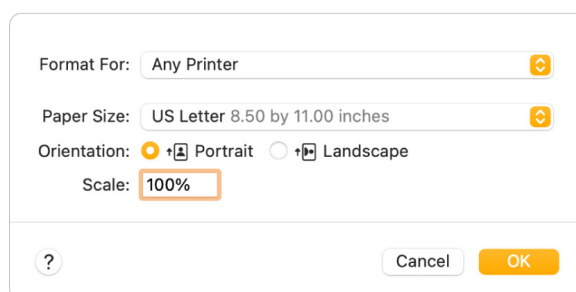 Format For: Any Printer
Paper Size: US Letter 8.50 by 11.00 inches
Orientation: Portrait Landscape
Scale: 100%
? Cancel OK